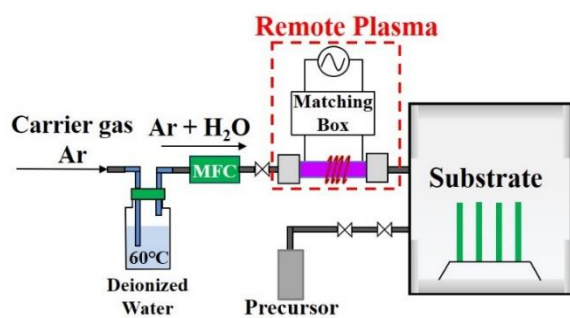 Remote Plasma
Matching
Box
Carrier gas
Ar
Ar + H₂O
MFC
Substrate
60°C
Deionized
Water
Precursor